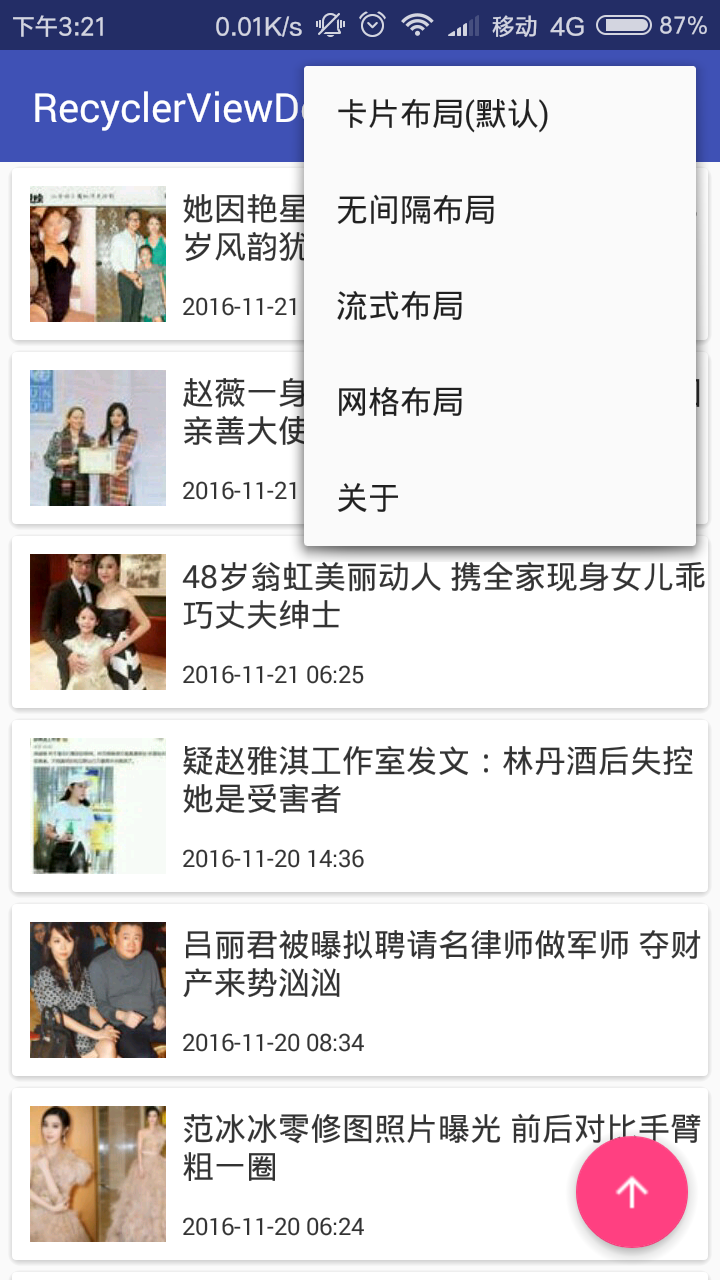 下午3:21 0.01K/s 移动 4G 87%
RecyclerViewD
卡片布局(默认)
无间隔布局
流式布局
网格布局
关于
她因艳星
岁风韵犹
2016-11-21
赵薇一身
亲善大使
2016-11-21
48岁翁虹美丽动人 携全家现身女儿乖
巧丈夫绅士
2016-11-21 06:25
疑赵雅淇工作室发文：林丹酒后失控
她是受害者
2016-11-20 14:36
吕丽君被曝拟聘请名律师做军师 夺财
产来势汹汹
2016-11-20 08:34
范冰冰零修图照片曝光 前后对比手臂
粗一圈
2016-11-20 06:24